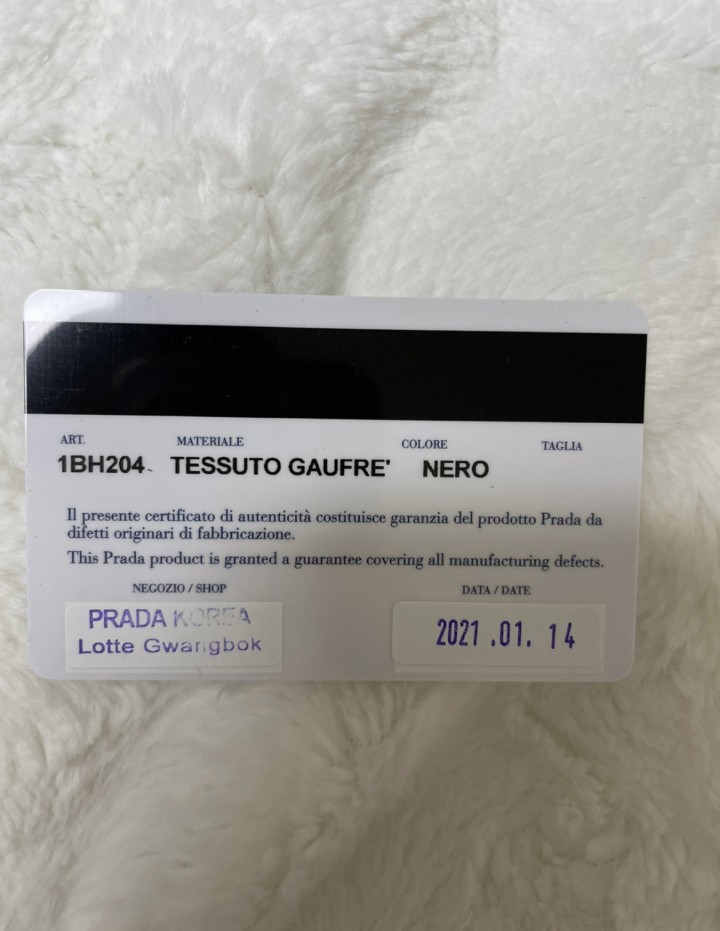 ART. MATERIALE COLORE TAGLIA
1BH204 TESSUTO GAUFRE' NERO
Il presente certificato di autenticità costituisce garanzia del prodotto Prada da
difetti originari di fabbricazione.
This Prada product is granted a guarantee covering all manufacturing defects.
NEGOZIO / SHOP DATA / DATE
PRADA KOREA
Lotte Gwangbok
2021 .01. 14